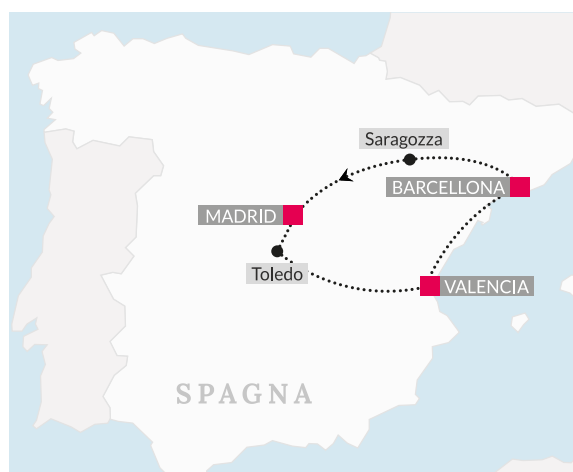 Saragozza
BARCELLONA
MADRID
Toledo
VALENCIA
SPAGNA